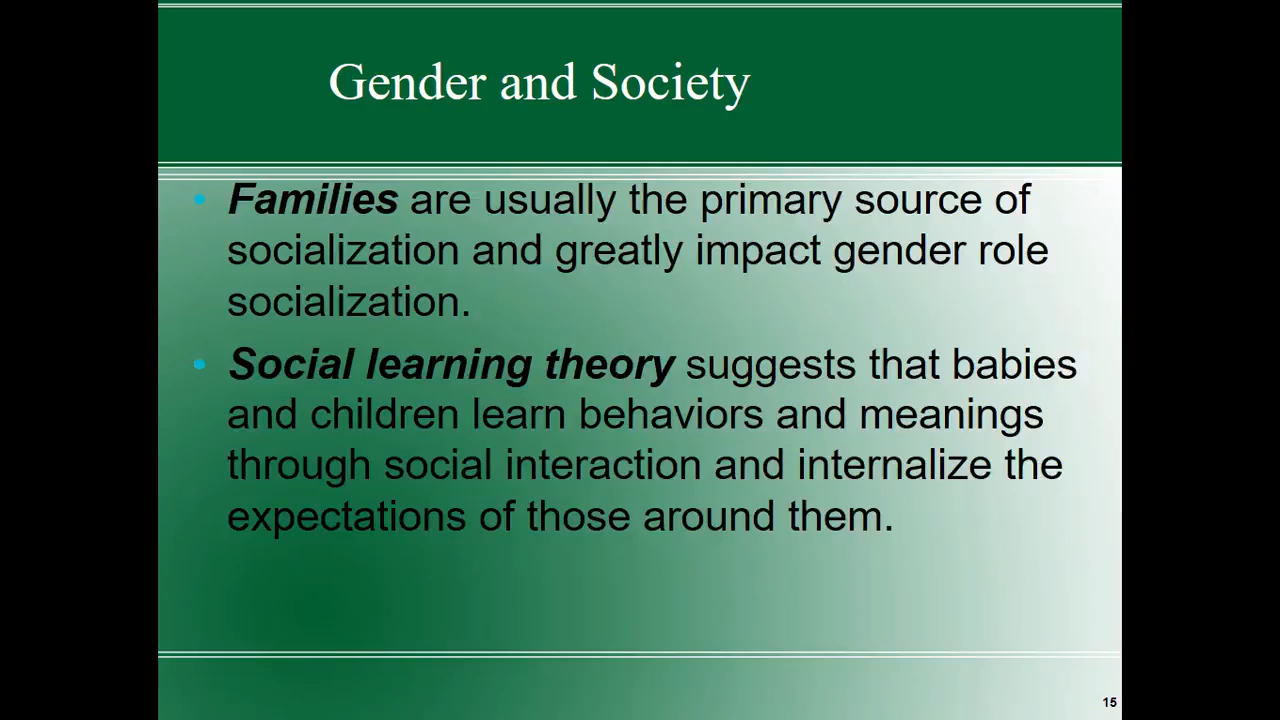 Gender and Society
• Families are usually the primary source of
socialization and greatly impact gender role
socialization.
• Social learning theory suggests that babies
and children learn behaviors and meanings
through social interaction and internalize the
expectations of those around them.
15